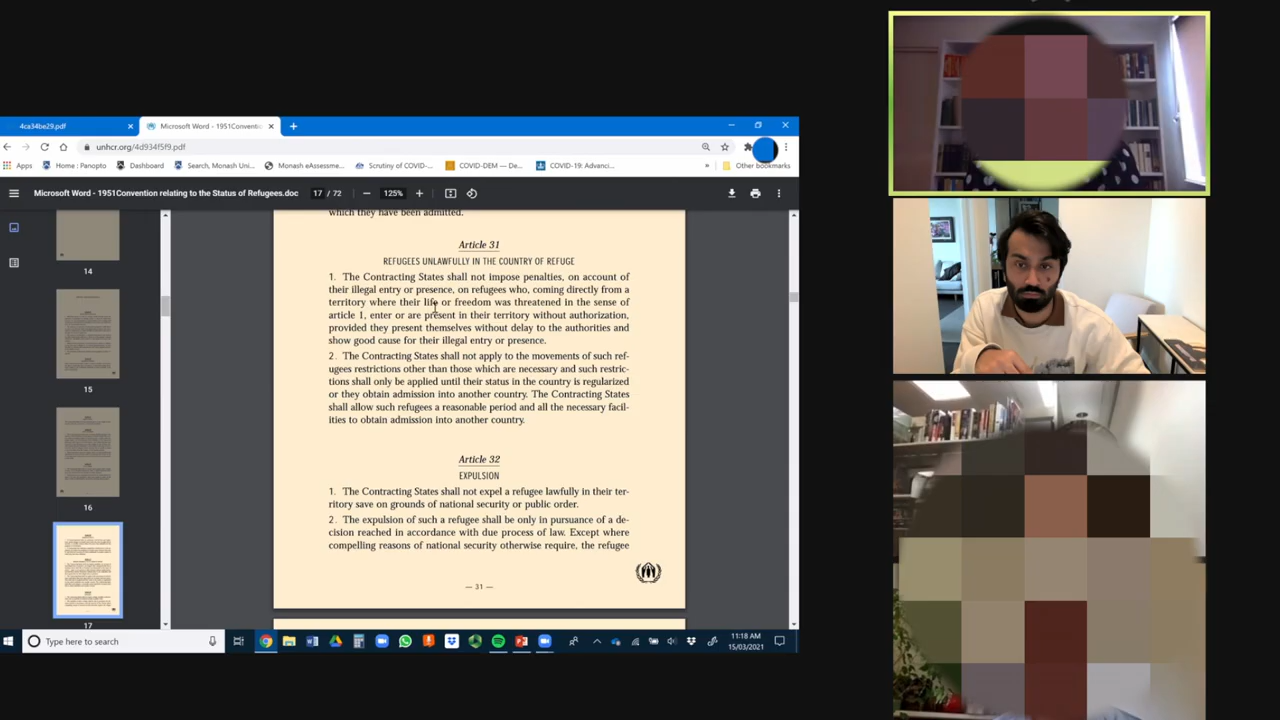 4ca34be29.pdf
Microsoft Word - 1951Conventic
unhcr.org/4d934f5f9.pdf
Apps
Home : Panopto
Dashboard
Search, Monash Uni...
Monash eAssessme...
Scrutiny of COVID-...
COVID-DEM — De...
COVID-19: Advanci...
»
Other bookmarks
Microsoft Word - 1951Convention relating to the Status of Refugees.doc
17 / 72
125%
14
15
16
17
which they have been admitted.
Article 31
REFUGEES UNLAWFULLY IN THE COUNTRY OF REFUGE
1. The Contracting States shall not impose penalties, on account of
their illegal entry or presence, on refugees who, coming directly from a
territory where their life or freedom was threatened in the sense of
article 1, enter or are present in their territory without authorization,
provided they present themselves without delay to the authorities and
show good cause for their illegal entry or presence.
2. The Contracting States shall not apply to the movements of such ref-
ugees restrictions other than those which are necessary and such restric-
tions shall only be applied until their status in the country is regularized
or they obtain admission into another country. The Contracting States
shall allow such refugees a reasonable period and all the necessary facil-
ities to obtain admission into another country.
Article 32
EXPULSION
1. The Contracting States shall not expel a refugee lawfully in their ter-
ritory save on grounds of national security or public order.
2. The expulsion of such a refugee shall be only in pursuance of a de-
cision reached in accordance with due process of law. Except where
compelling reasons of national security otherwise require, the refugee
— 31 —
Type here to search
11:18 AM
15/03/2021